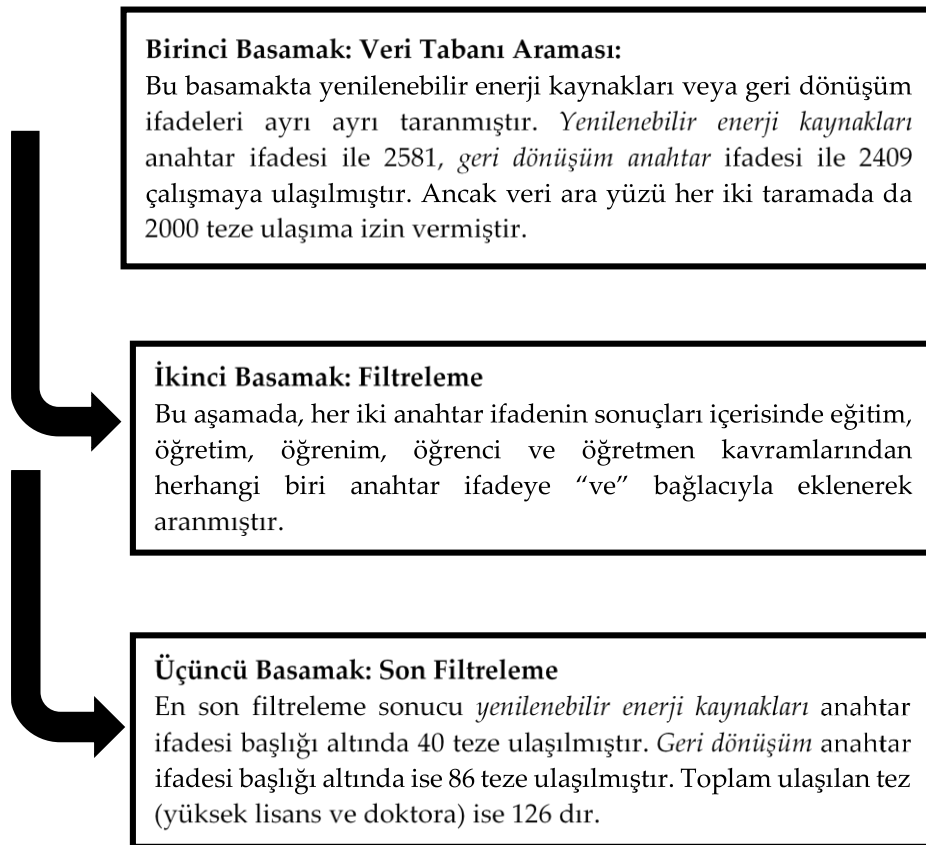 Birinci Basamak: Veri Tabanı Araması:
Bu basamakta yenilenebilir enerji kaynakları veya geri dönüşüm
ifadeleri ayrı ayrı taranmıştır. Yenilenebilir enerji kaynakları
anahtar ifadesi ile 2581, geri dönüşüm anahtar ifadesi ile 2409
çalışmaya ulaşılmıştır. Ancak veri ara yüzü her iki taramada da
2000 teze ulaşıma izin vermiştir.
İkinci Basamak: Filtreleme
Bu aşamada, her iki anahtar ifadenin sonuçları içerisinde eğitim,
öğretim, öğrenim, öğrenci ve öğretmen kavramlarından
herhangi biri anahtar ifadeye “ve” bağlacıyla eklenerek
aranmıştır.
Üçüncü Basamak: Son Filtreleme
En son filtreleme sonucu yenilenebilir enerji kaynakları anahtar
ifadesi başlığı altında 40 teze ulaşılmıştır. Geri dönüşüm anahtar
ifadesi başlığı altında ise 86 teze ulaşılmıştır. Toplam ulaşılan tez
(yüksek lisans ve doktora) ise 126 dır.